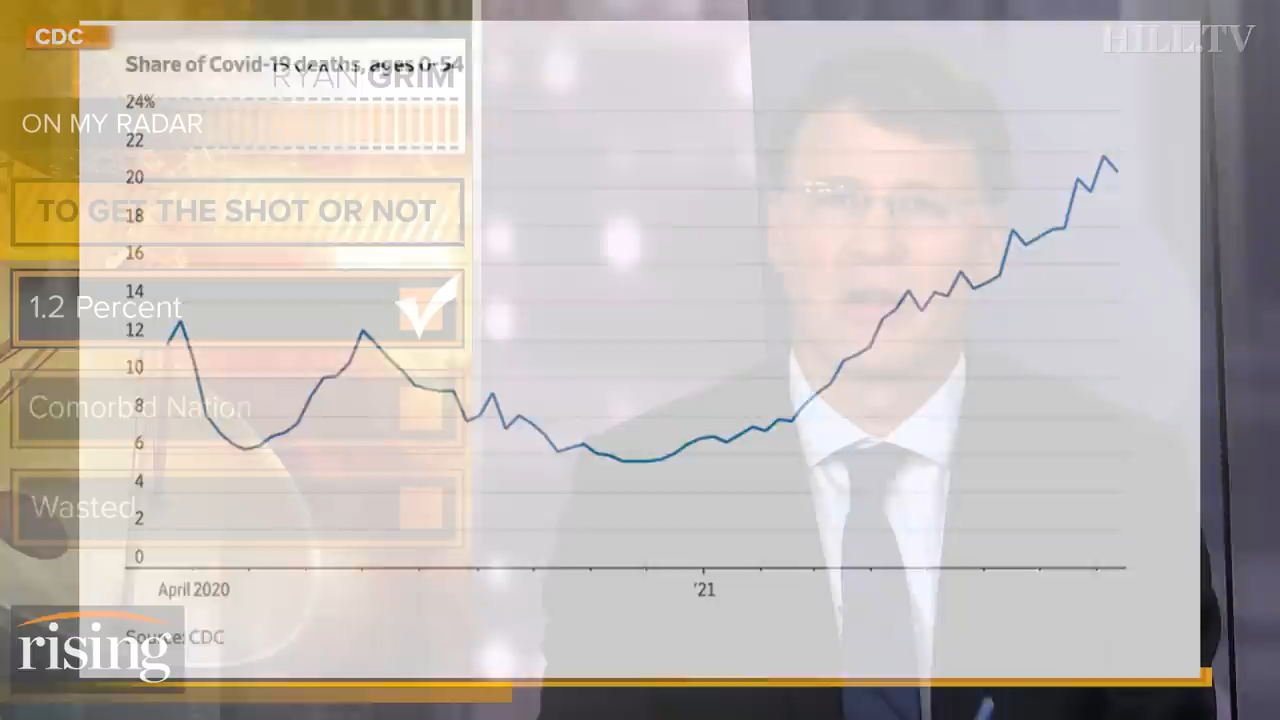 CDC
HILL.TV
Share of Covid-19 deaths, ages 0-54
RYAN GRIM
24%
ON MY RADAR
22
20
TO GET THE SHOT OR NOT
18
16
14
1.2 Percent
12
10
8
Comorbid Nation
6
4
Wasted
2
0
April 2020
'21
Source: CDC
rising